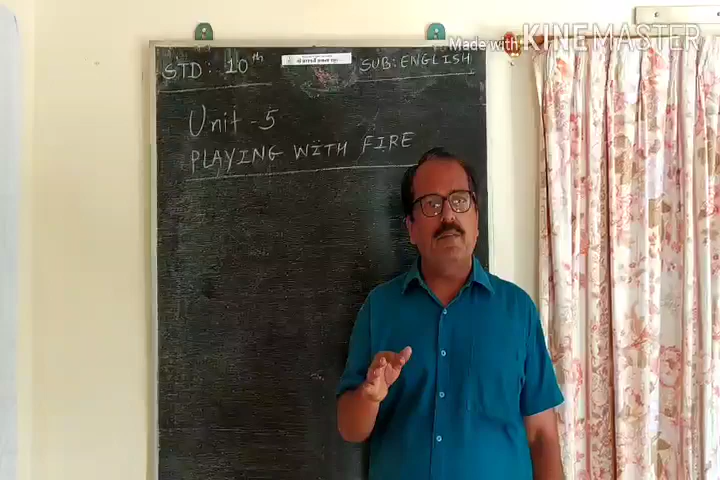 Made with KINEMASTER
STD: 10th
SUB: ENGLISH
Unit - 5
PLAYING WITH FIRE